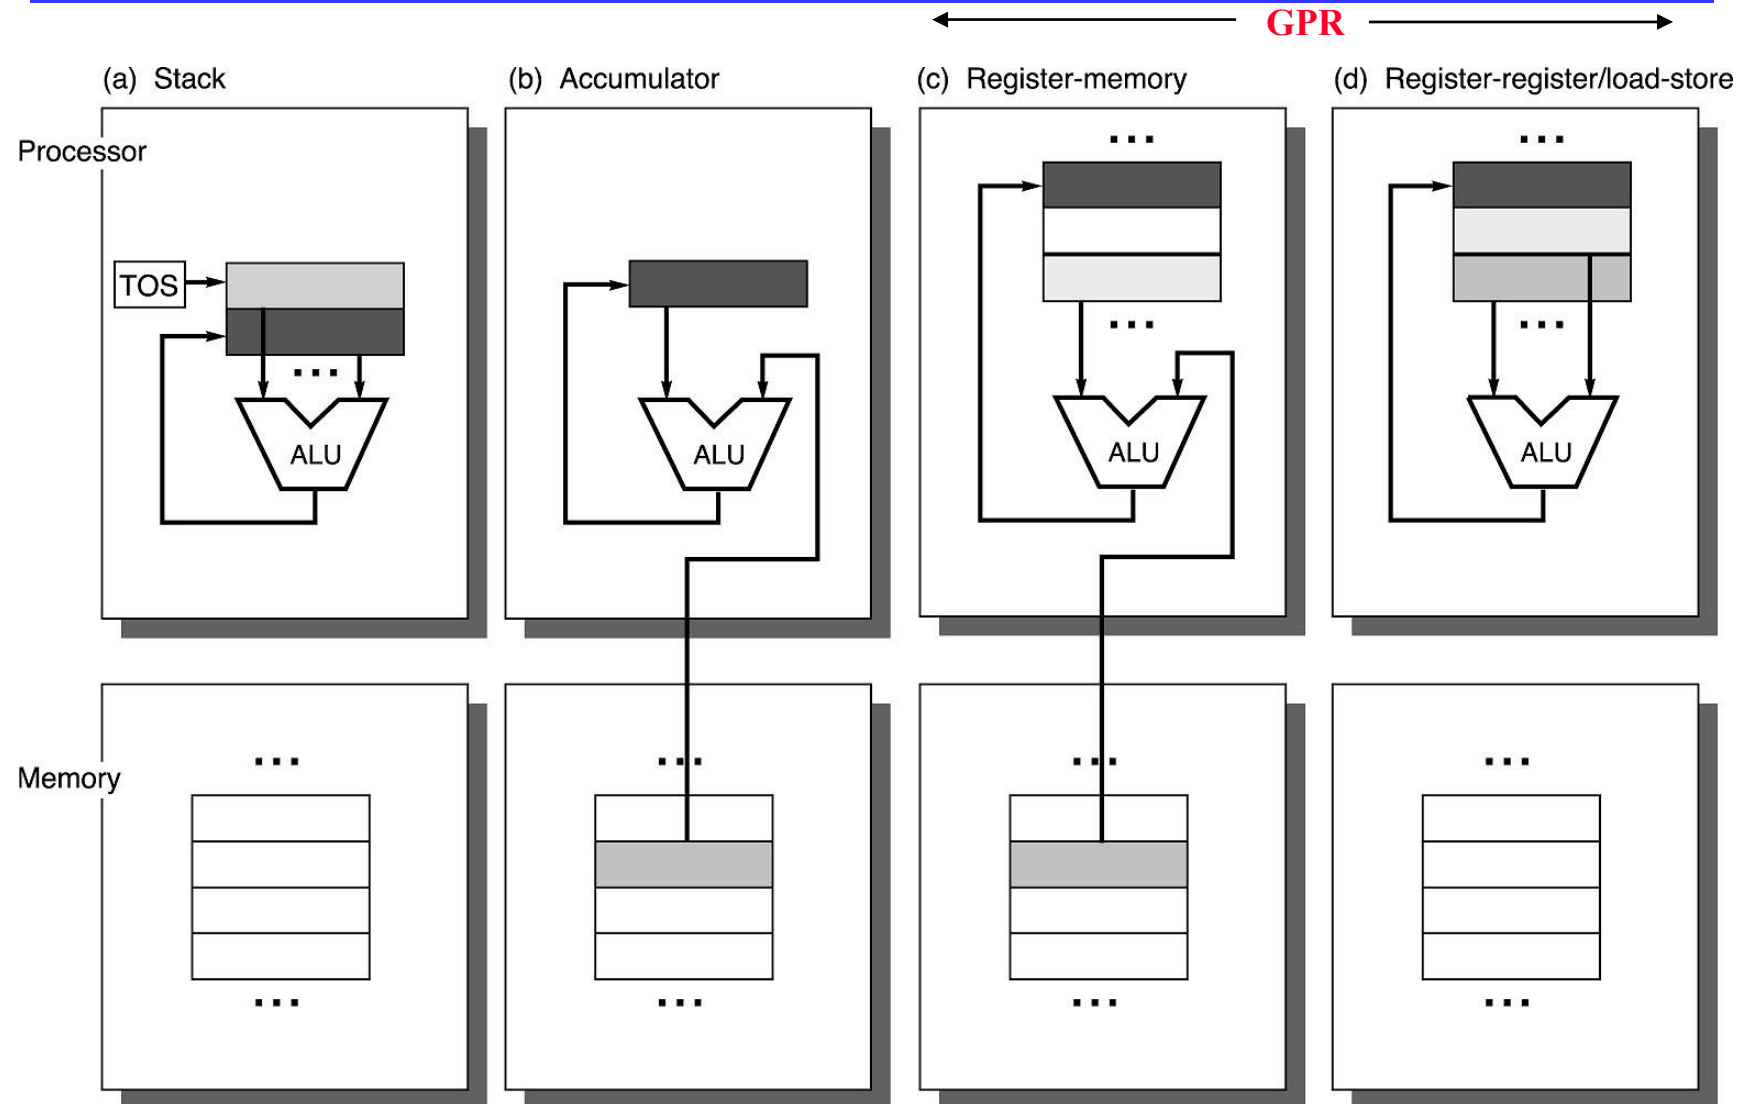 GPR
(a) Stack
(b) Accumulator
(c) Register-memory
(d) Register-register/load-store
Processor
TOS
ALU
ALU
ALU
ALU
Memory